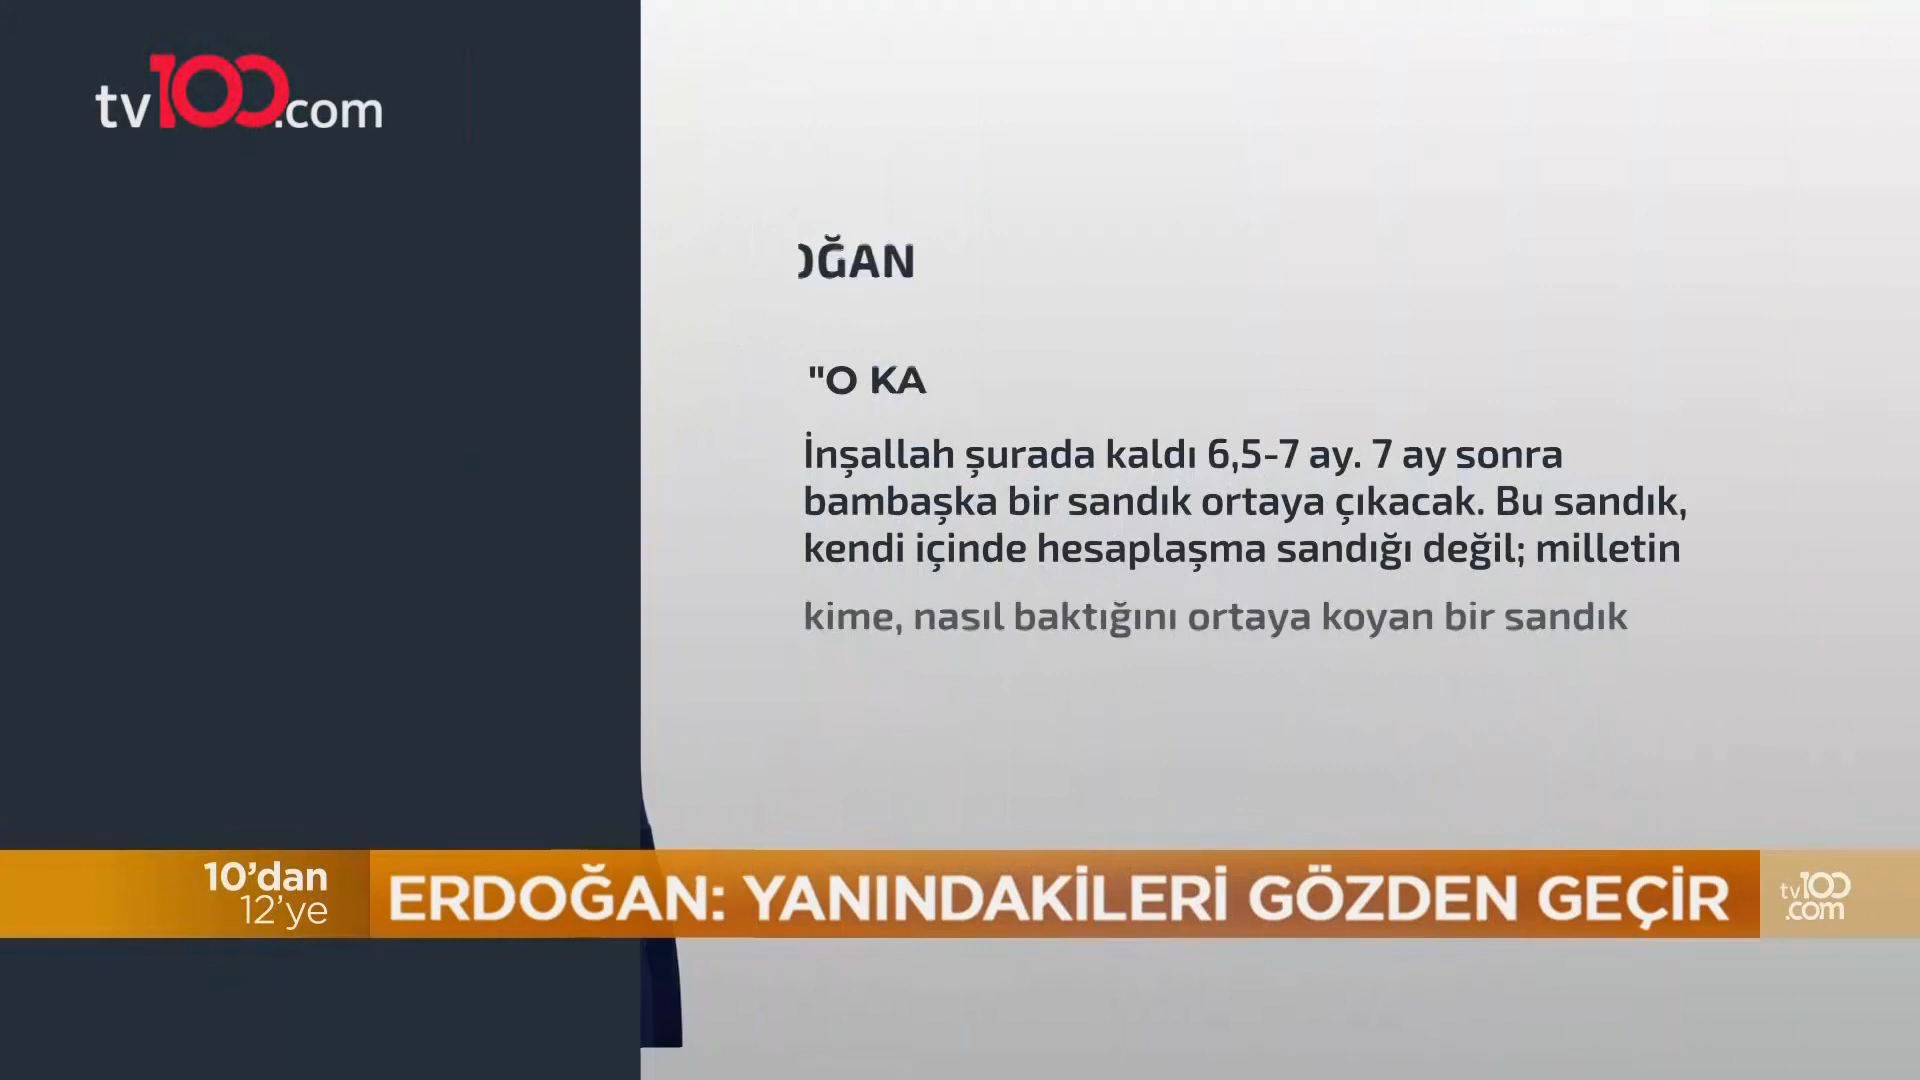 tv100.com
OĞAN
"O KA
İnşallah şurada kaldı 6,5-7 ay. 7 ay sonra
bambaşka bir sandık ortaya çıkacak. Bu sandık,
kendi içinde hesaplaşma sandığı değil; milletin
kime, nasıl baktığını ortaya koyan bir sandık
10’dan
12’ye
ERDOĞAN: YANINDAKİLERİ GÖZDEN GEÇİR
tv100
.com